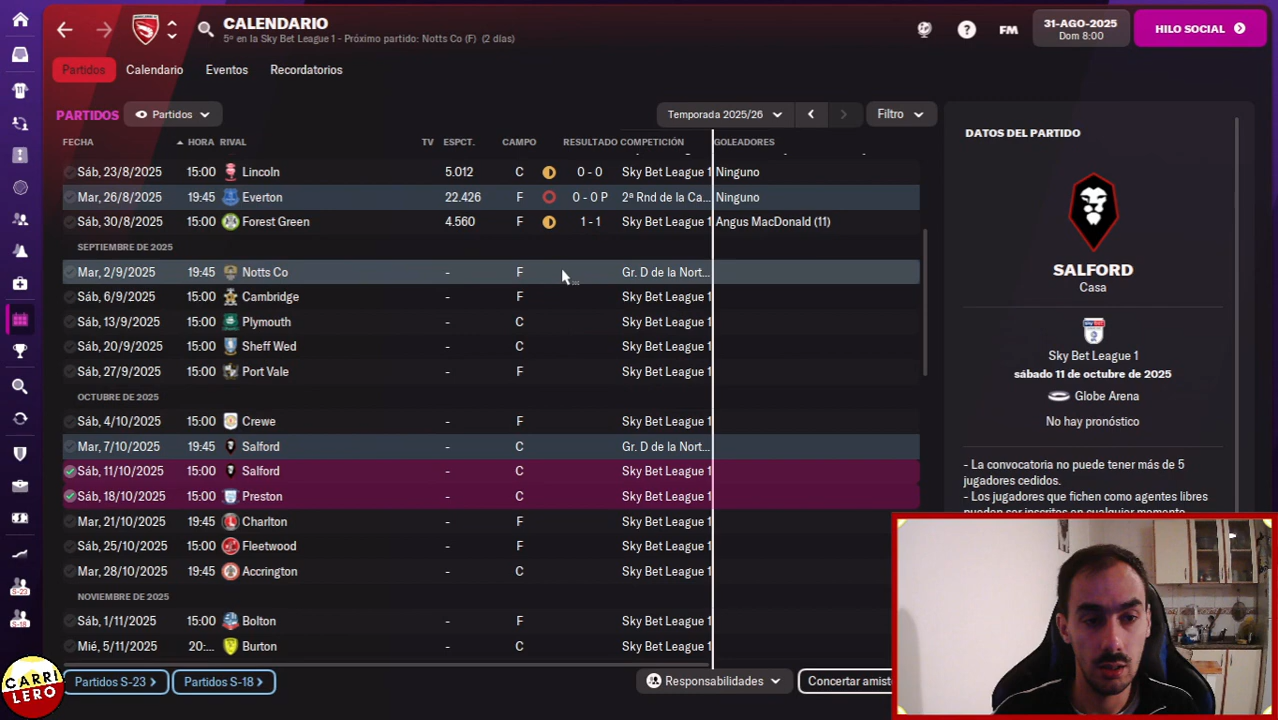 CALENDARIO
5º en la Sky Bet League 1 - Próximo partido: Notts Co (F) (2 días)
FM
31-AGO-2025
Dom 8:00
HILO SOCIAL
Partidos Calendario Eventos Recordatorios
PARTIDOS Partidos Temporada 2025/26 Filtro
FECHA HORA RIVAL TV ESPCT. CAMPO RESULTADO COMPETICIÓN GOLEADORES
Sáb, 23/8/2025 15:00 Lincoln 5.012 C 0 - 0 Sky Bet League 1 Ninguno
Mar, 26/8/2025 19:45 Everton 22.426 F 0 - 0 P 2ª Rnd de la Ca... Ninguno
Sáb, 30/8/2025 15:00 Forest Green 4.560 F 1 - 1 Sky Bet League 1 Angus MacDonald (11)
SEPTIEMBRE DE 2025
Mar, 2/9/2025 19:45 Notts Co - F Gr. D de la Nort...
Sáb, 6/9/2025 15:00 Cambridge - F Sky Bet League 1
Sáb, 13/9/2025 15:00 Plymouth - C Sky Bet League 1
Sáb, 20/9/2025 15:00 Sheff Wed - C Sky Bet League 1
Sáb, 27/9/2025 15:00 Port Vale - F Sky Bet League 1
OCTUBRE DE 2025
Sáb, 4/10/2025 15:00 Crewe - F Sky Bet League 1
Mar, 7/10/2025 19:45 Salford - C Gr. D de la Nort...
Sáb, 11/10/2025 15:00 Salford - C Sky Bet League 1
Sáb, 18/10/2025 15:00 Preston - C Sky Bet League 1
Mar, 21/10/2025 19:45 Charlton - F Sky Bet League 1
Sáb, 25/10/2025 15:00 Fleetwood - F Sky Bet League 1
Mar, 28/10/2025 19:45 Accrington - C Sky Bet League 1
NOVIEMBRE DE 2025
Sáb, 1/11/2025 15:00 Bolton - F Sky Bet League 1
Mié, 5/11/2025 20:... Burton - C Sky Bet League 1
Partidos S-23 Partidos S-18 Responsabilidades Concertar amist
DATOS DEL PARTIDO
SALFORD
Casa
Sky Bet League 1
sábado 11 de octubre de 2025
Globe Arena
No hay pronóstico
- La convocatoria no puede tener más de 5
jugadores cedidos.
- Los jugadores que fichen como agentes libres
pueden ser inscritos en cualquier momento
S-23
S-18
CARRI
LERO